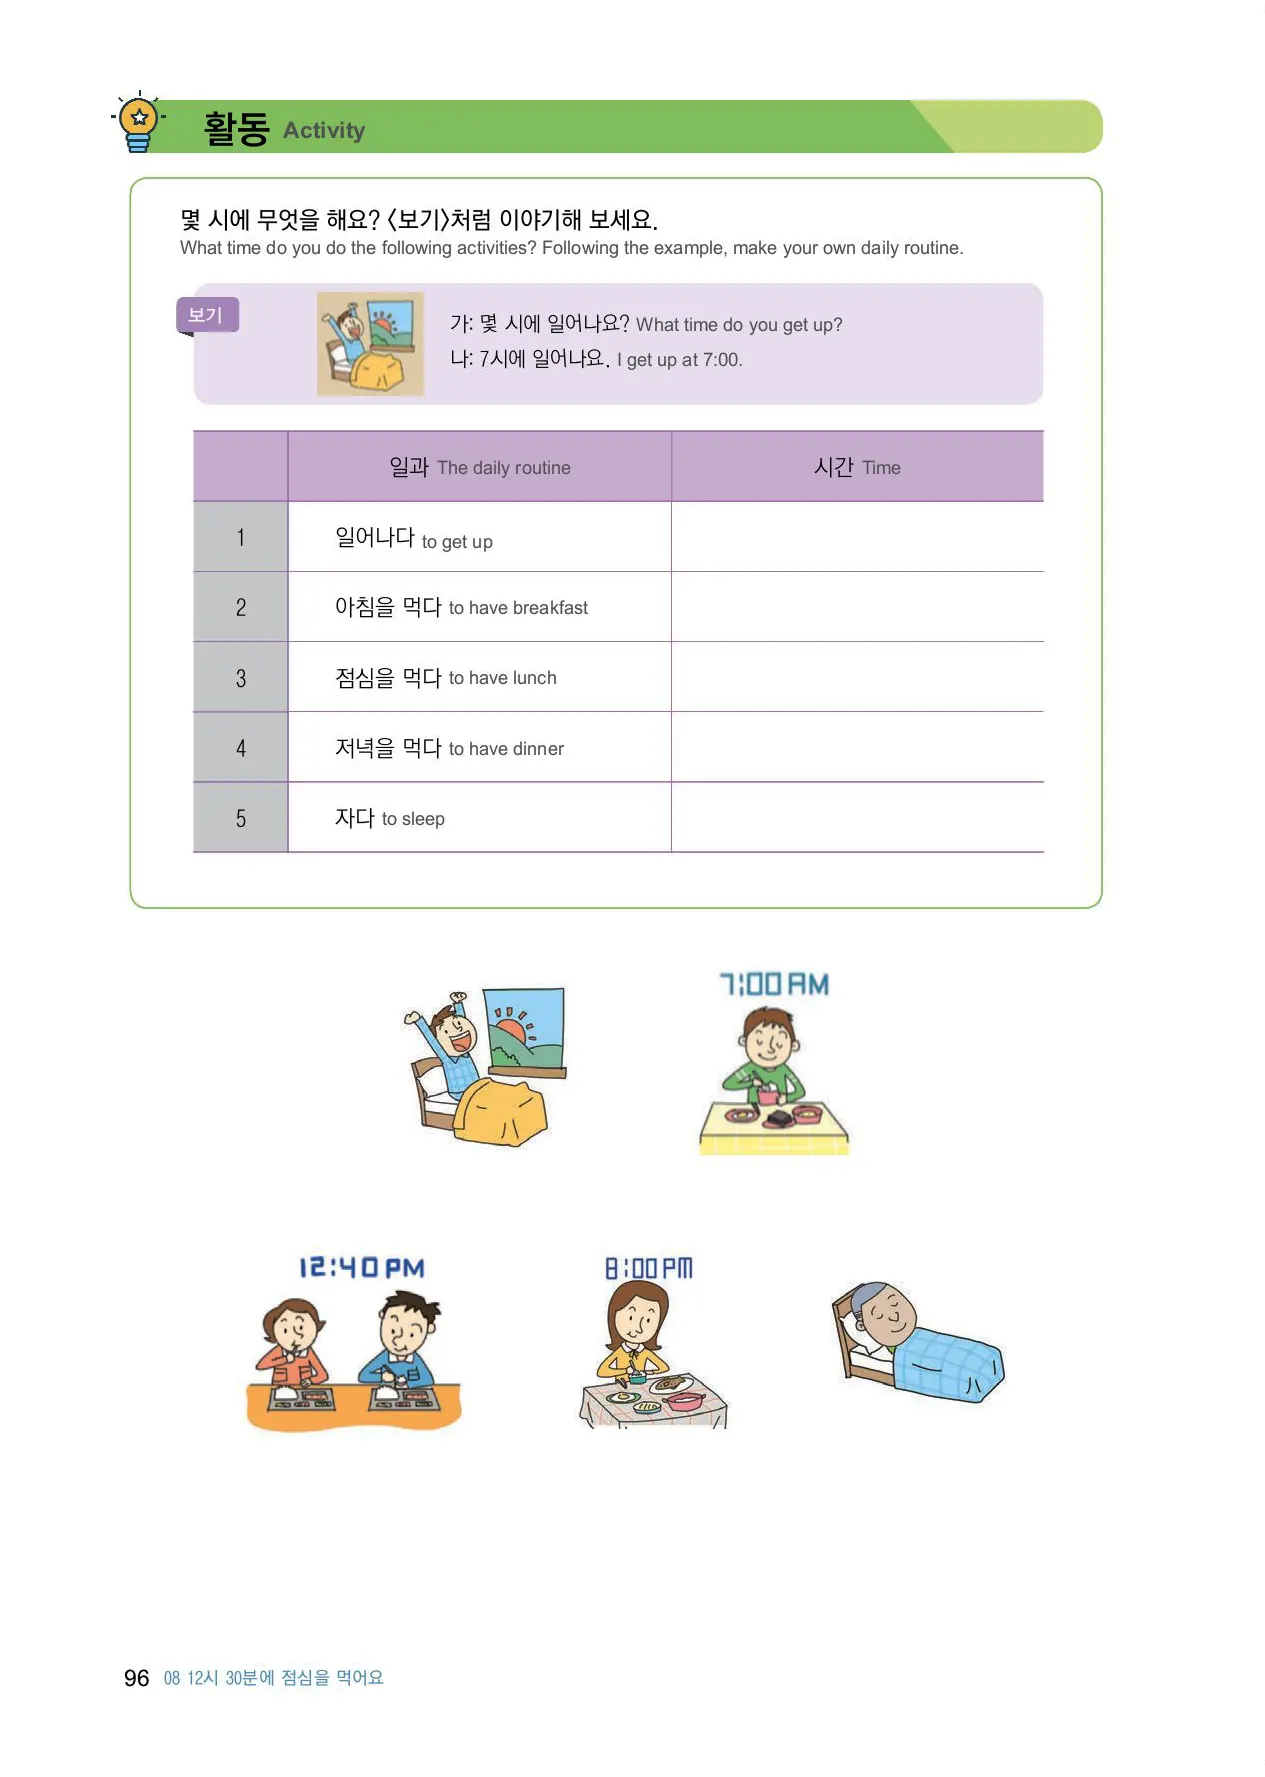 활동 Activity
몇 시에 무엇을 해요? 〈보기〉처럼 이야기해 보세요.
What time do you do the following activities? Following the example, make your own daily routine.
보기
가: 몇 시에 일어나요? What time do you get up?
나: 7시에 일어나요. I get up at 7:00.
일과 The daily routine 시간 Time
1 일어나다 to get up
2 아침을 먹다 to have breakfast
3 점심을 먹다 to have lunch
4 저녁을 먹다 to have dinner
5 자다 to sleep
7:00 AM
12:40 PM
8:00 PM
96 08 12시 30분에 점심을 먹어요